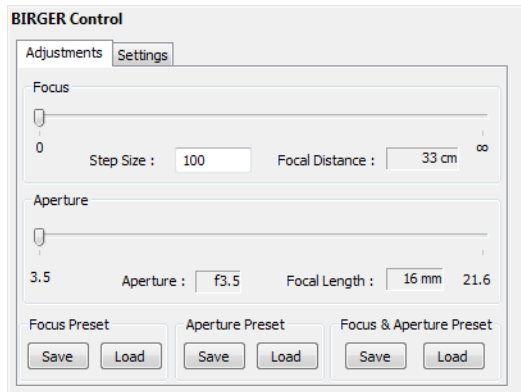 BIRGER Control
Adjustments Settings
Focus
0 Step Size : 100 Focal Distance : 33 cm ∞
Aperture
3.5 Aperture : f3.5 Focal Length : 16 mm 21.6
Focus Preset Aperture Preset Focus & Aperture Preset
Save Load Save Load Save Load